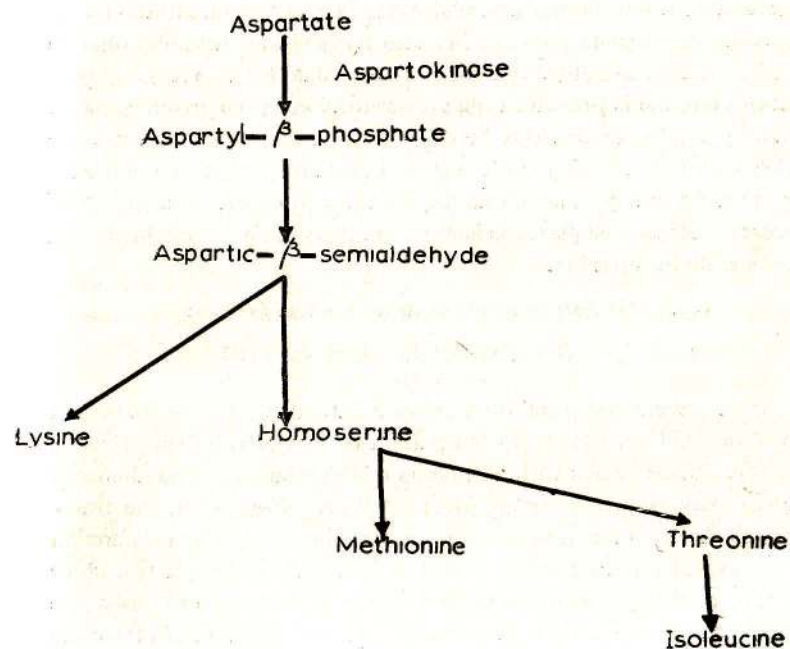 Aspartate
Aspartokinase
Aspartyl-β-phosphate
Aspartic-β-semialdehyde
Lysine
Homoserine
Methionine
Threonine
Isoleucine